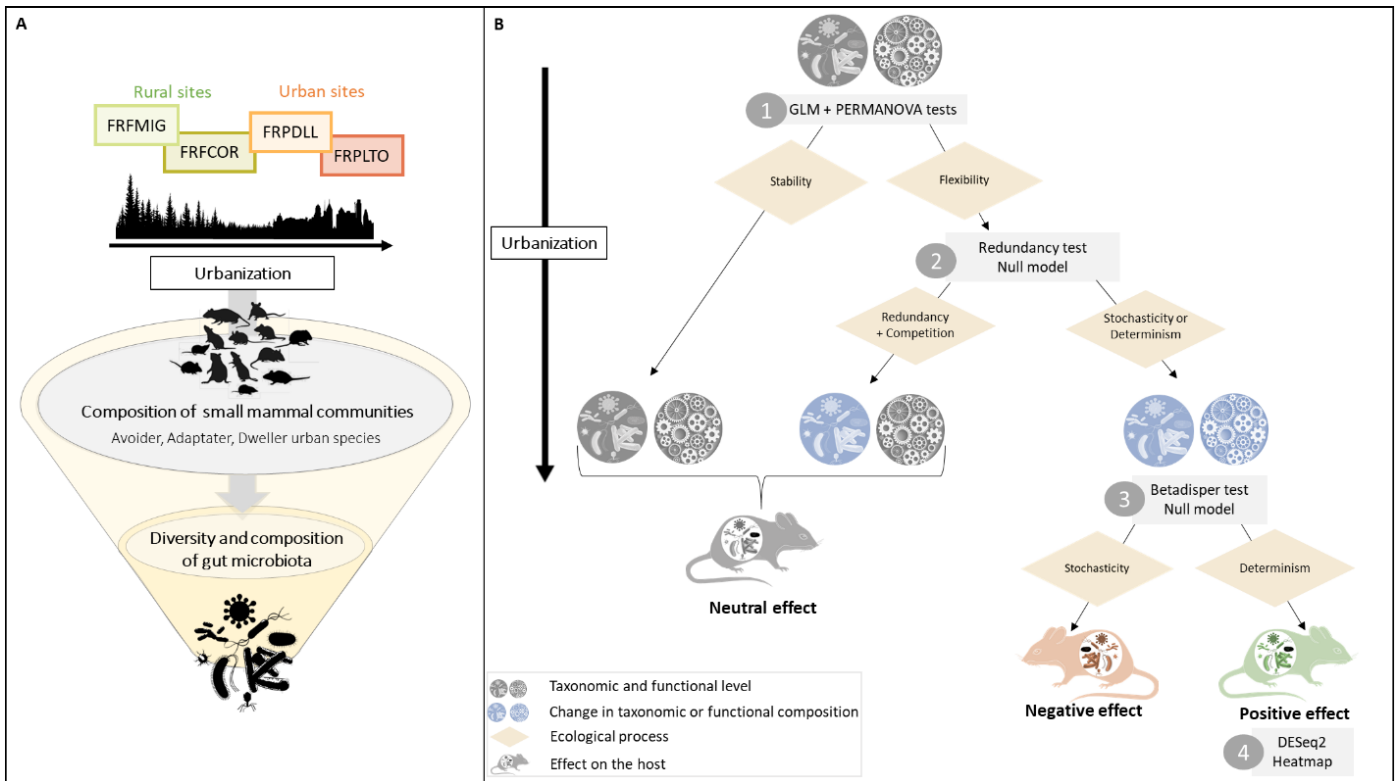 A
Rural sites
Urban sites
FRFMIG
FRFCOR
FRPDLL
FRPLTO
Urbanization
Composition of small mammal communities
Avoider, Adaptater, Dweller urban species
Diversity and composition
of gut microbiota
B
Urbanization
1
GLM + PERMANOVA tests
Stability
Flexibility
2
Redundancy test
Null model
Redundancy
+ Competition
Stochasticity or
Determinism
3
Betadisper test
Null model
Stochasticity
Determinism
Neutral effect
Negative effect
Positive effect
4
DESeq2
Heatmap
Taxonomic and functional level
Change in taxonomic or functional composition
Ecological process
Effect on the host